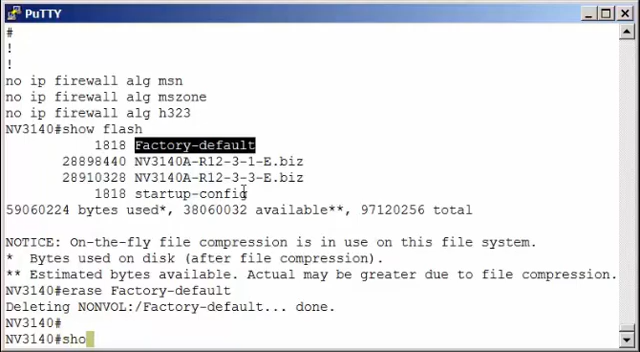 PuTTY
#
!
!
no ip firewall alg msn
no ip firewall alg mszone
no ip firewall alg h323
NV3140#show flash
1818 Factory-default
28898440 NV3140A-R12-3-1-E.biz
28910328 NV3140A-R12-3-3-E.biz
1818 startup-config
59060224 bytes used*, 38060032 available**, 97120256 total
NOTICE: On-the-fly file compression is in use on this file system.
* Bytes used on disk (after file compression).
** Estimated bytes available. Actual may be greater due to file compression.
NV3140#erase Factory-default
Deleting NONVOL:/Factory-default... done.
NV3140#
NV3140#sho